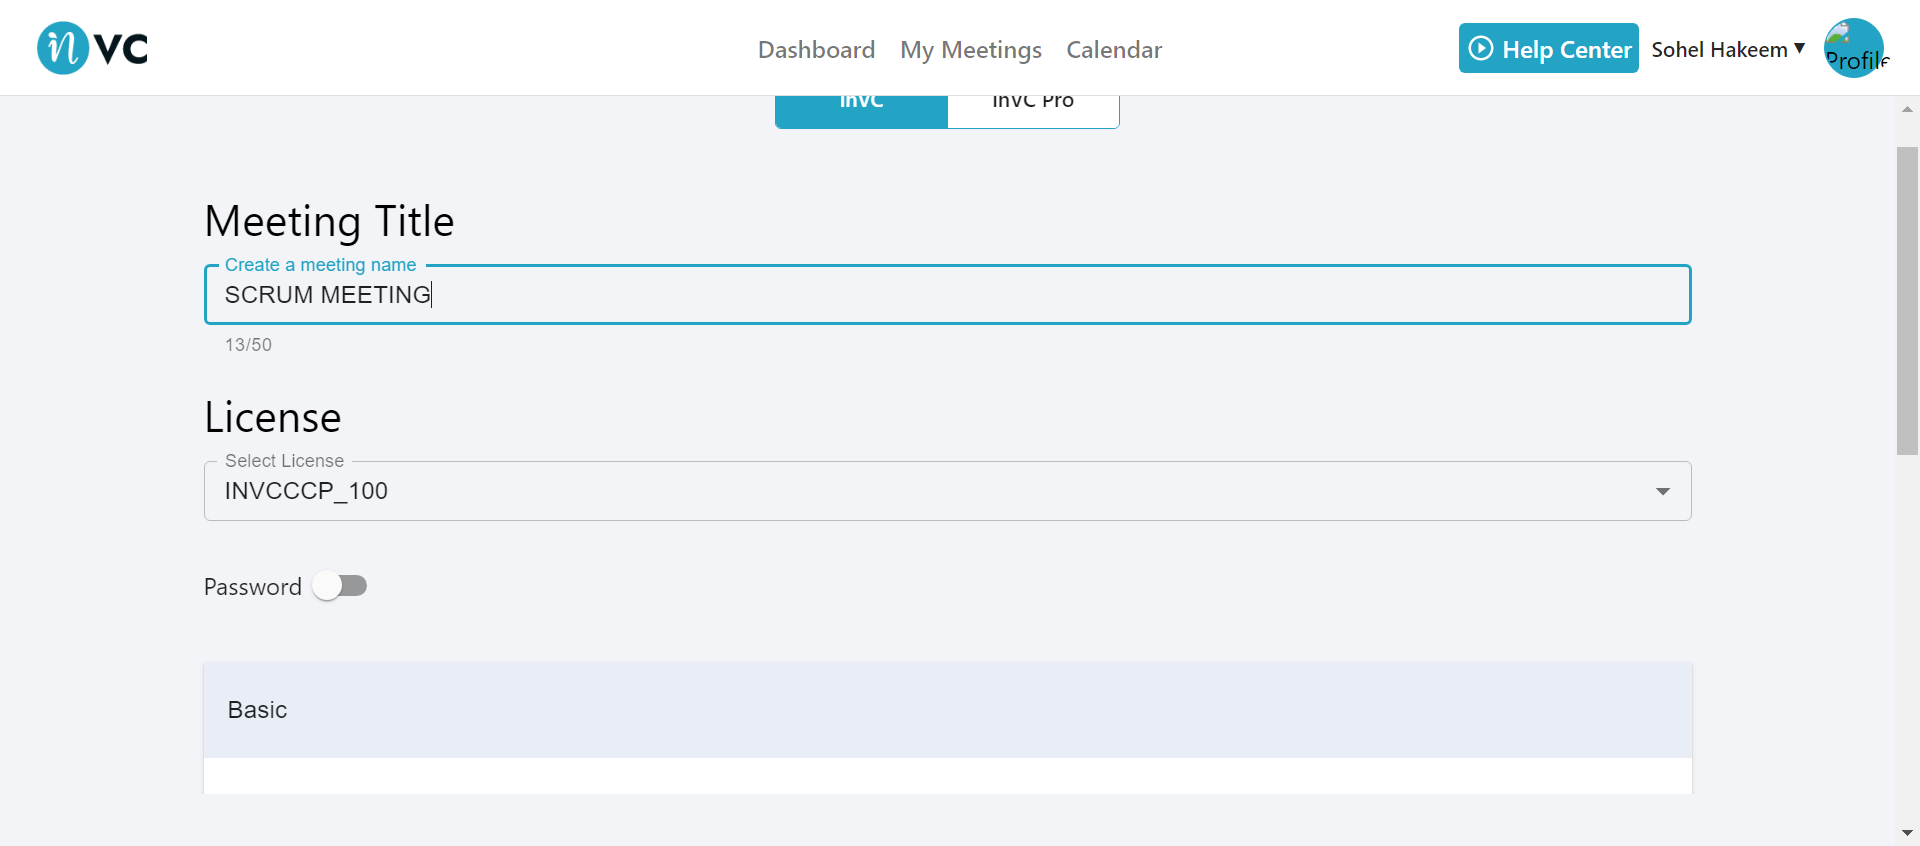 inVC
Dashboard My Meetings Calendar
Help Center Sohel Hakeem ▼
Profile
inVC inVC Pro
Meeting Title
Create a meeting name
SCRUM MEETING
13/50
License
Select License
INVCCCP_100
Password
Basic